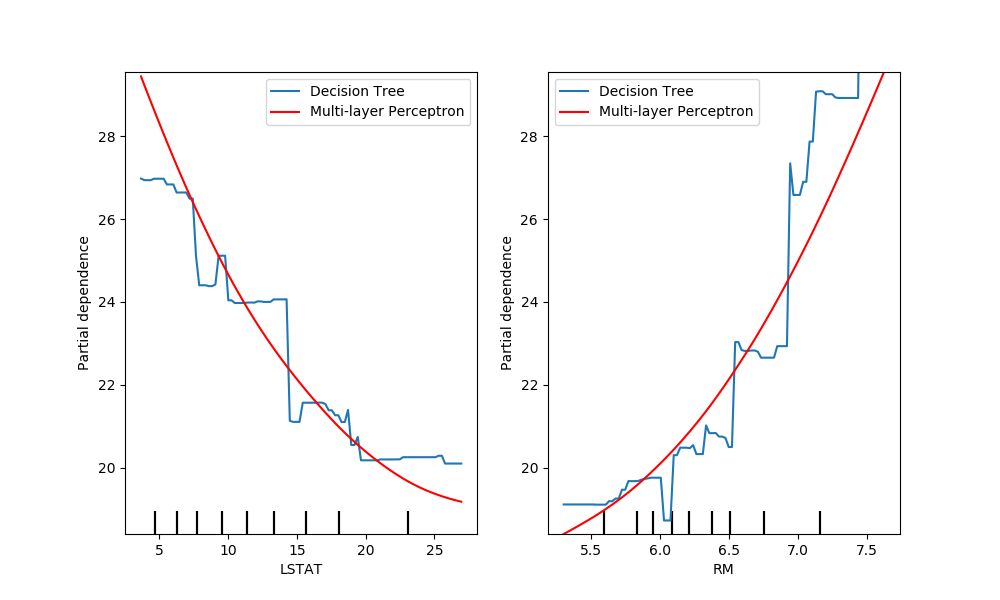 Decision Tree
Multi-layer Perceptron
Partial dependence
28
26
24
22
20
5 10 15 20 25
LSTAT
Decision Tree
Multi-layer Perceptron
Partial dependence
28
26
24
22
20
5.5 6.0 6.5 7.0 7.5
RM